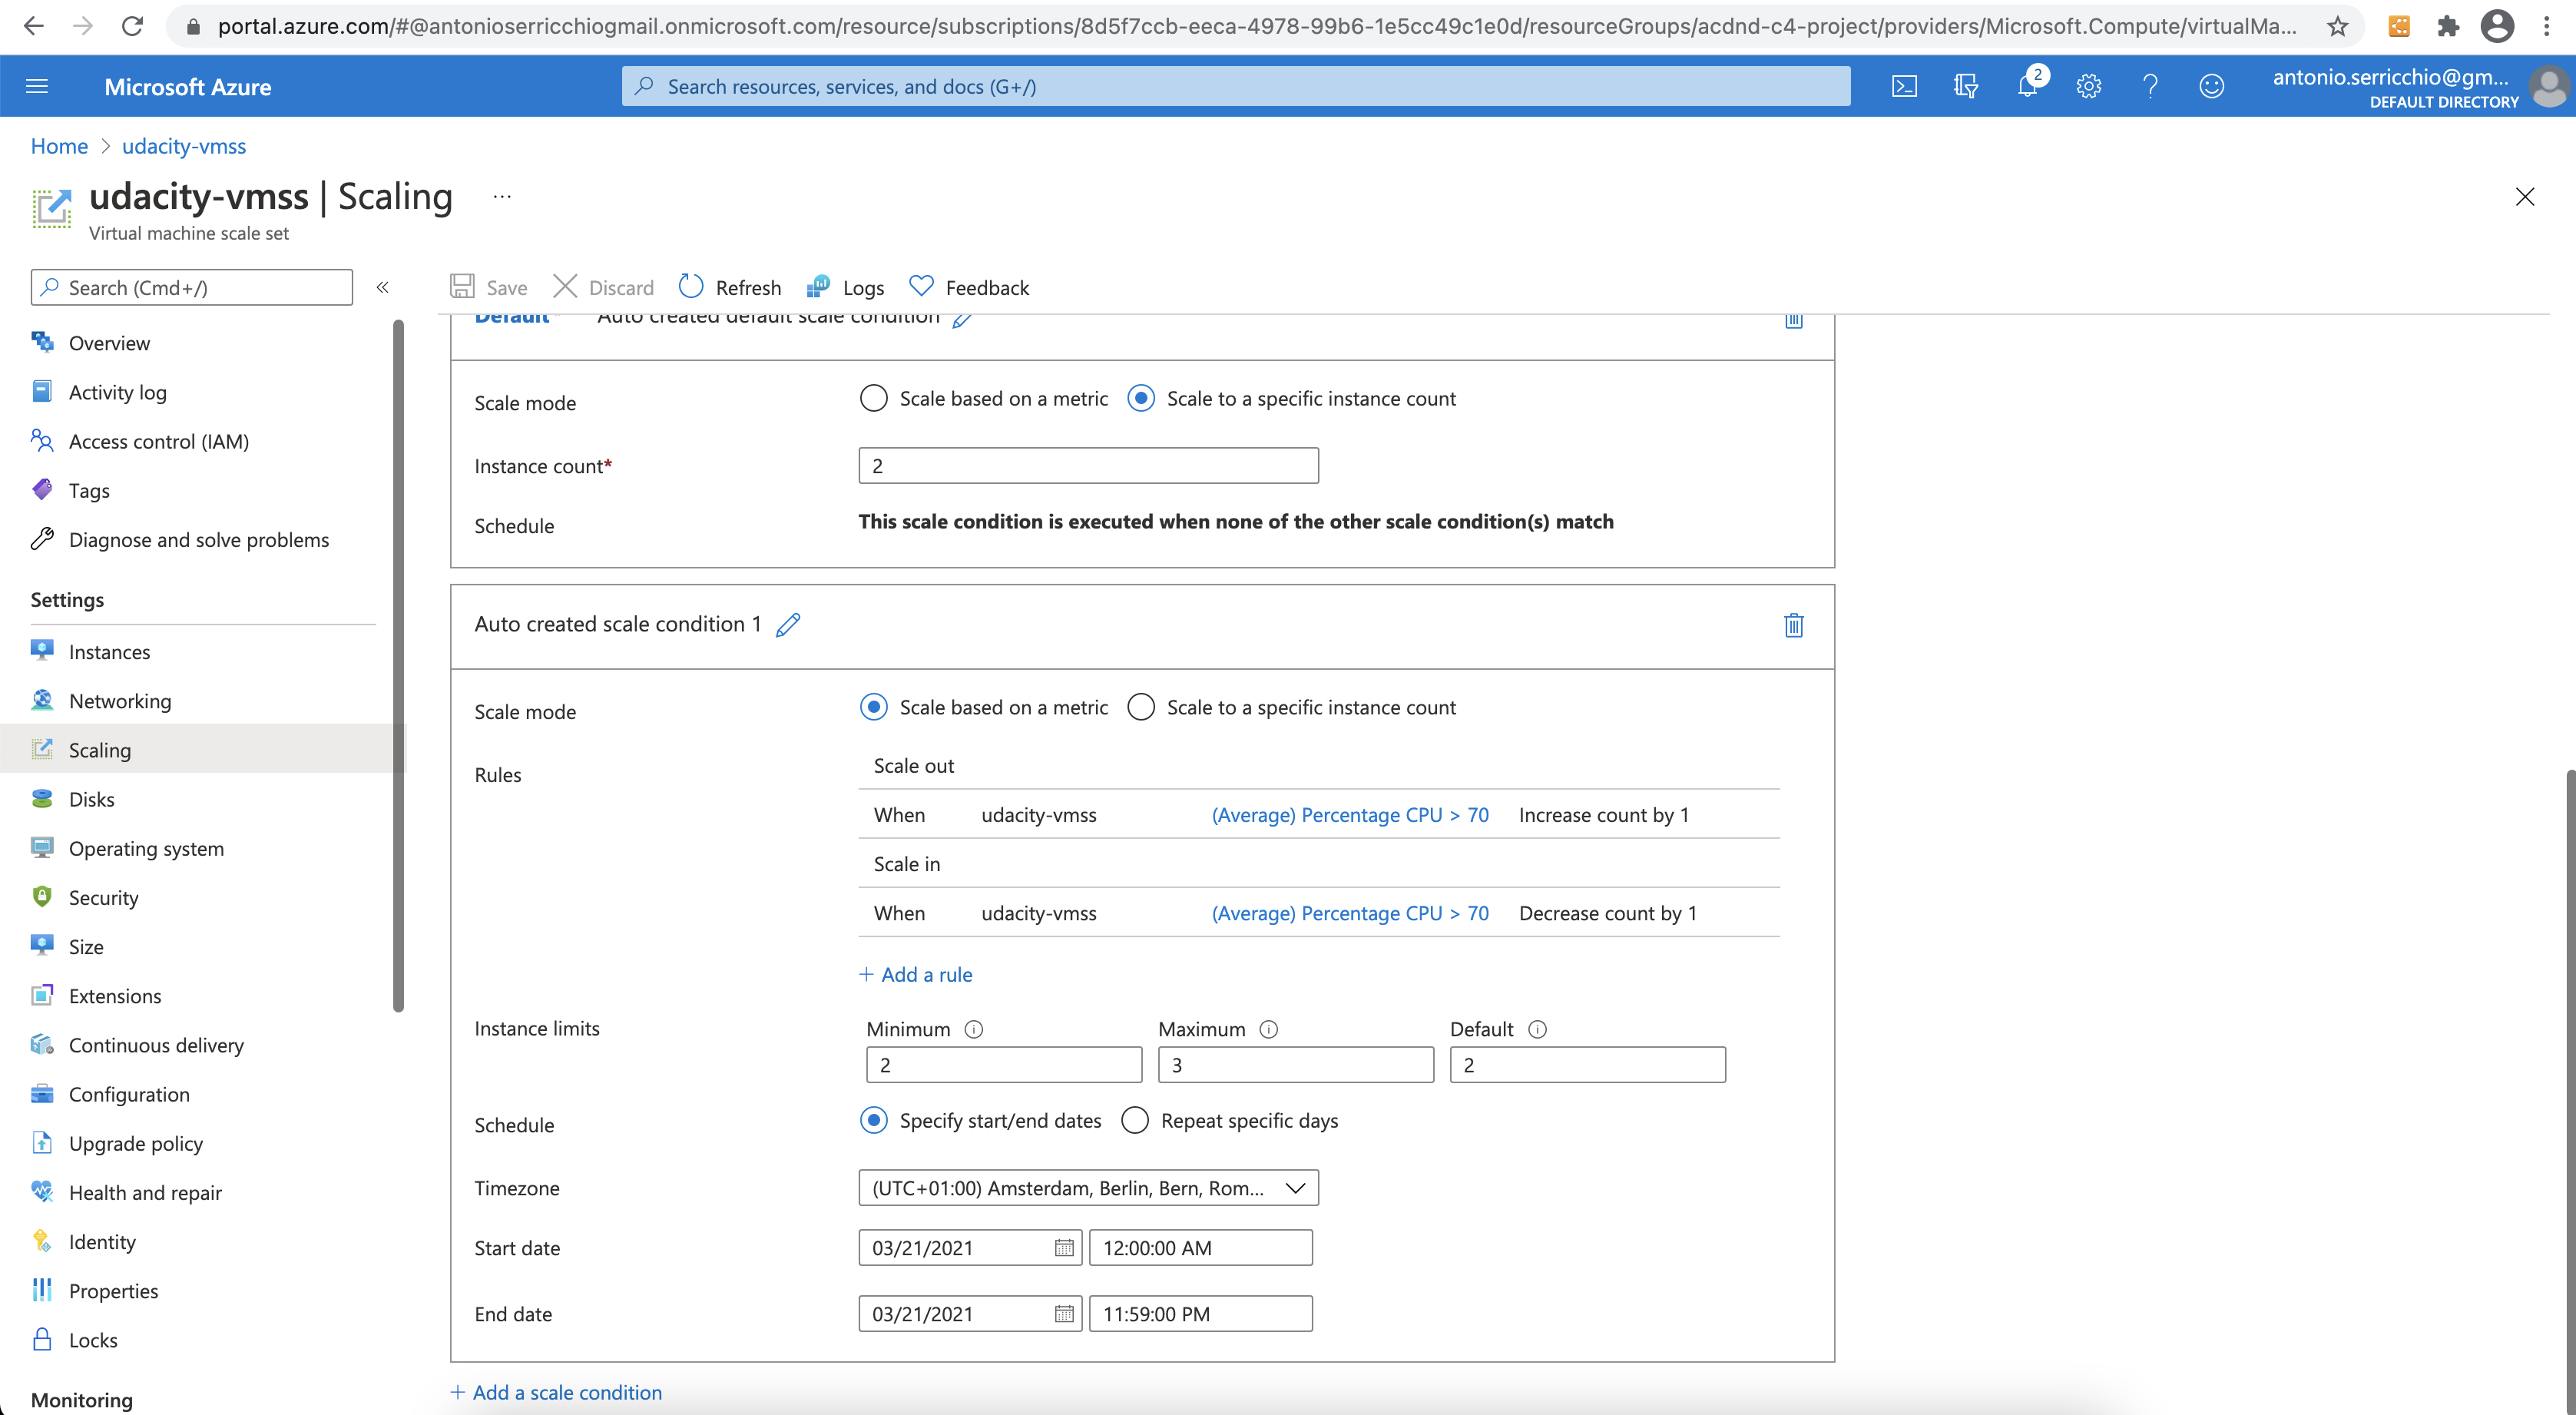 portal.azure.com/#@antonioserricchiogmail.onmicrosoft.com/resource/subscriptions/8d5f7ccb-eeca-4978-99b6-1e5cc49c1e0d/resourceGroups/acdnd-c4-project/providers/Microsoft.Compute/virtualMa...
Microsoft Azure
Search resources, services, and docs (G+/)
2
antonio.serricchio@gm...
DEFAULT DIRECTORY
Home > udacity-vmss
udacity-vmss | Scaling ...
Virtual machine scale set
Search (Cmd+/)
«
Save Discard Refresh Logs Feedback
Overview
Activity log
Access control (IAM)
Tags
Diagnose and solve problems
Settings
Instances
Networking
Scaling
Disks
Operating system
Security
Size
Extensions
Continuous delivery
Configuration
Upgrade policy
Health and repair
Identity
Properties
Locks
Monitoring
Default* Auto created default scale condition
Scale mode Scale based on a metric Scale to a specific instance count
Instance count* 2
Schedule This scale condition is executed when none of the other scale condition(s) match
Auto created scale condition 1
Scale mode Scale based on a metric Scale to a specific instance count
Rules
Scale out
When udacity-vmss (Average) Percentage CPU > 70 Increase count by 1
Scale in
When udacity-vmss (Average) Percentage CPU > 70 Decrease count by 1
+ Add a rule
Instance limits Minimum Maximum Default
2 3 2
Schedule Specify start/end dates Repeat specific days
Timezone (UTC+01:00) Amsterdam, Berlin, Bern, Rom...
Start date 03/21/2021 12:00:00 AM
End date 03/21/2021 11:59:00 PM
+ Add a scale condition